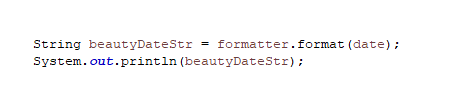 String beautyDateStr = formatter.format(date);
System.out.println(beautyDateStr);